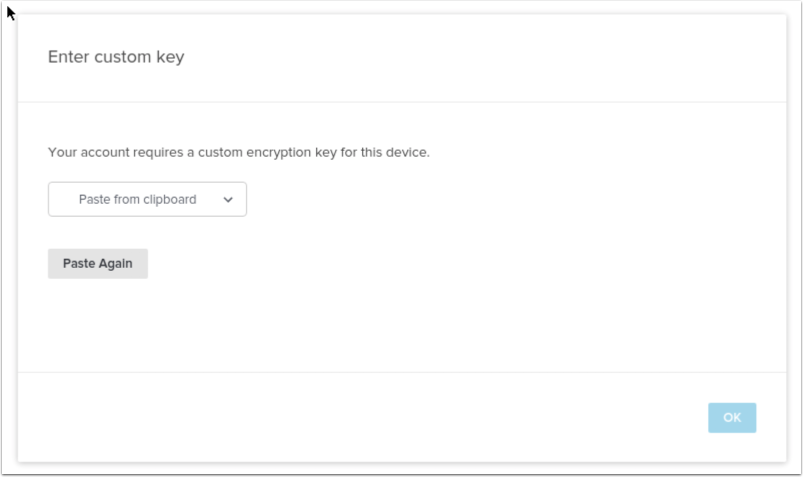 Enter custom key
Your account requires a custom encryption key for this device.
Paste from clipboard
Paste Again
OK